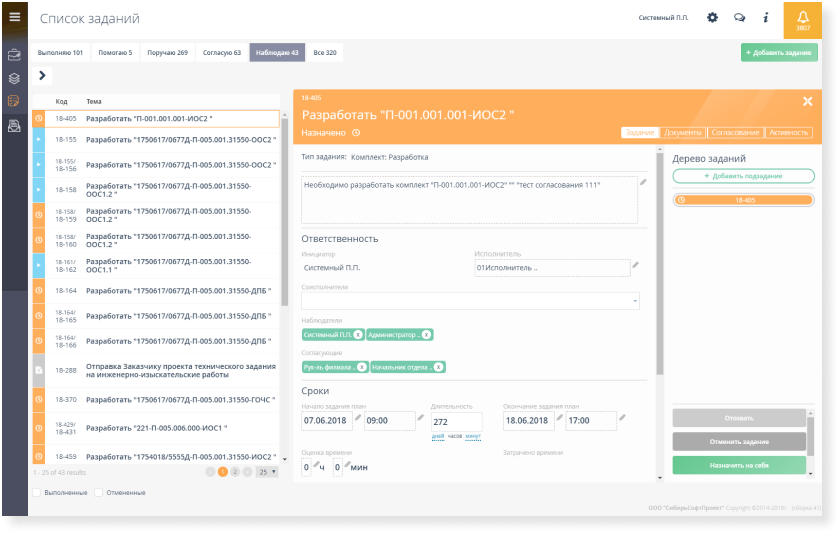 Список заданий
Системный П.П.
3807
Выполняю 101
Помогаю 5
Поручаю 269
Согласую 63
Наблюдаю 43
Все 320
+ Добавить задание
Код Тема
18-405 Разработать "П-001.001.001-ИОС2 "
18-155 Разработать "1750617/0677Д-П-005.001.31550-ООС2 "
18-155/
18-156 Разработать "1750617/0677Д-П-005.001.31550-ООС2 "
18-158 Разработать "1750617/0677Д-П-005.001.31550-
ООС1.2 "
18-158/
18-159 Разработать "1750617/0677Д-П-005.001.31550-
ООС1.2 "
18-158/
18-160 Разработать "1750617/0677Д-П-005.001.31550-
ООС1.2 "
18-161/
18-162 Разработать "1750617/0677Д-П-005.001.31550-
ООС1.1 "
18-164 Разработать "1750617/0677Д-П-005.001.31550-ДПБ "
18-164/
18-165 Разработать "1750617/0677Д-П-005.001.31550-ДПБ "
18-164/
18-166 Разработать "1750617/0677Д-П-005.001.31550-ДПБ "
18-288 Отправка Заказчику проекта технического задания
на инженерно-изыскательские работы
18-370 Разработать "1750617/0677Д-П-005.001.31550-ГОЧС "
18-429/
18-431 Разработать "221-П-005.006.000-ИОС1 "
18-459 Разработать "1754018/5555Д-П-005.001.31550-ИОС2 "
1 - 25 of 43 results
1 2
25
Выполненные
Отмененные
18-405
Разработать "П-001.001.001-ИОС2 "
Назначено
Задание
Документы
Согласование
Активность
Тип задания: Комплект: Разработка
Необходимо разработать комплект "П-001.001.001-ИОС2" "" "тест согласования 111"
Ответственность
Инициатор
Исполнитель
Системный П.П.
01Исполнитель ..
Соисполнители
Наблюдатели
Системный П.П. x
Администратор .. x
Согласующие
Рук-ль филиала .. x
Начальник отдела .. x
Сроки
Начало задания план
Длительность
Окончание задания план
07.06.2018
09:00
272
18.06.2018
17:00
дней часов минут
Оценка времени
Затрачено времени
0 ч 0 мин
Дерево заданий
+ Добавить подзадание
18-405
Отозвать
Отменить задание
Назначить на себя
ООО "СибирьСофтПроект" Copyright ©2014-2018г. (сборка 41)